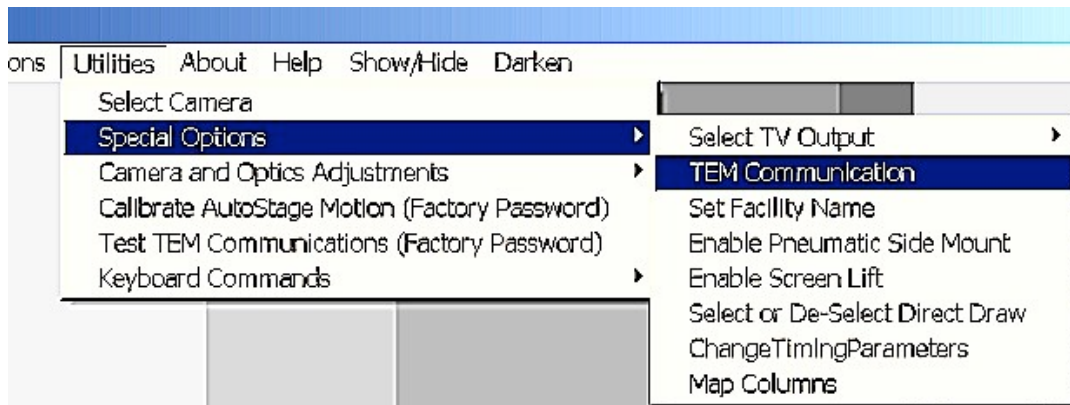 ons Utilities About Help Show/Hide Darken
Select Camera
Special Options
Camera and Optics Adjustments
Calibrate AutoStage Motion (Factory Password)
Test TEM Communications (Factory Password)
Keyboard Commands
Select TV Output
TEM Communication
Set Facility Name
Enable Pneumatic Side Mount
Enable Screen Lift
Select or De-Select Direct Draw
ChangeTimingParameters
Map Columns